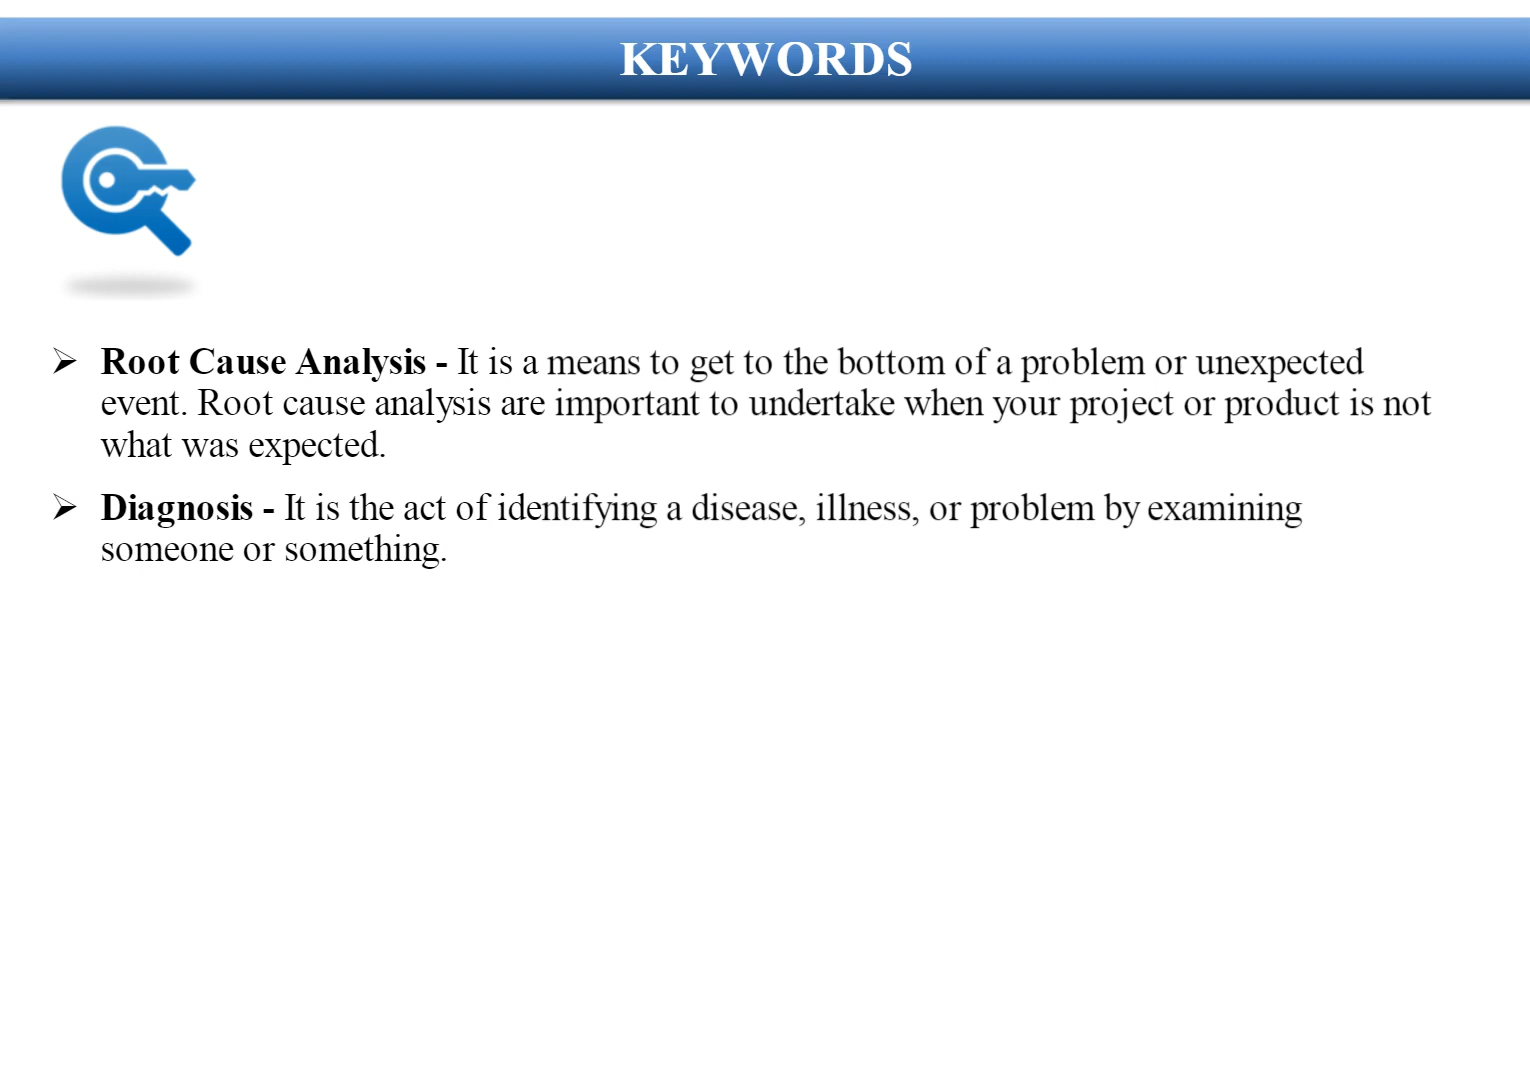 KEYWORDS
➢ Root Cause Analysis - It is a means to get to the bottom of a problem or unexpected
event. Root cause analysis are important to undertake when your project or product is not
what was expected.
➢ Diagnosis - It is the act of identifying a disease, illness, or problem by examining
someone or something.